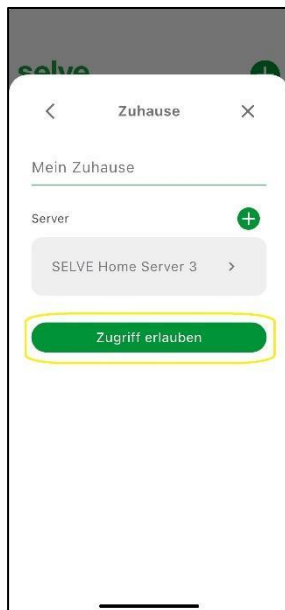 selve
Zuhause
Mein Zuhause
Server
SELVE Home Server 3
Zugriff erlauben